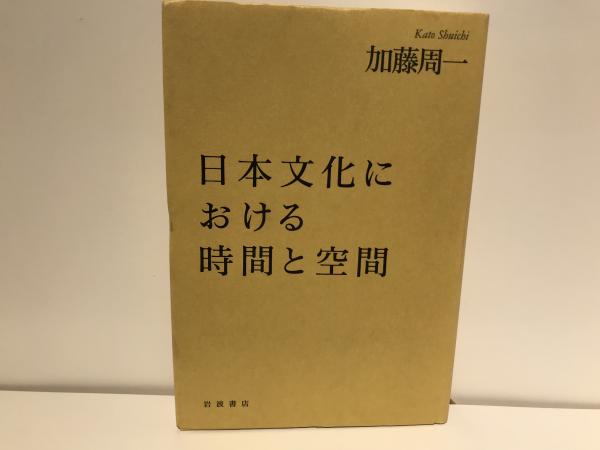 Kato Shuichi
加藤周一
日本文化に
おける
時間と空間
岩波書店